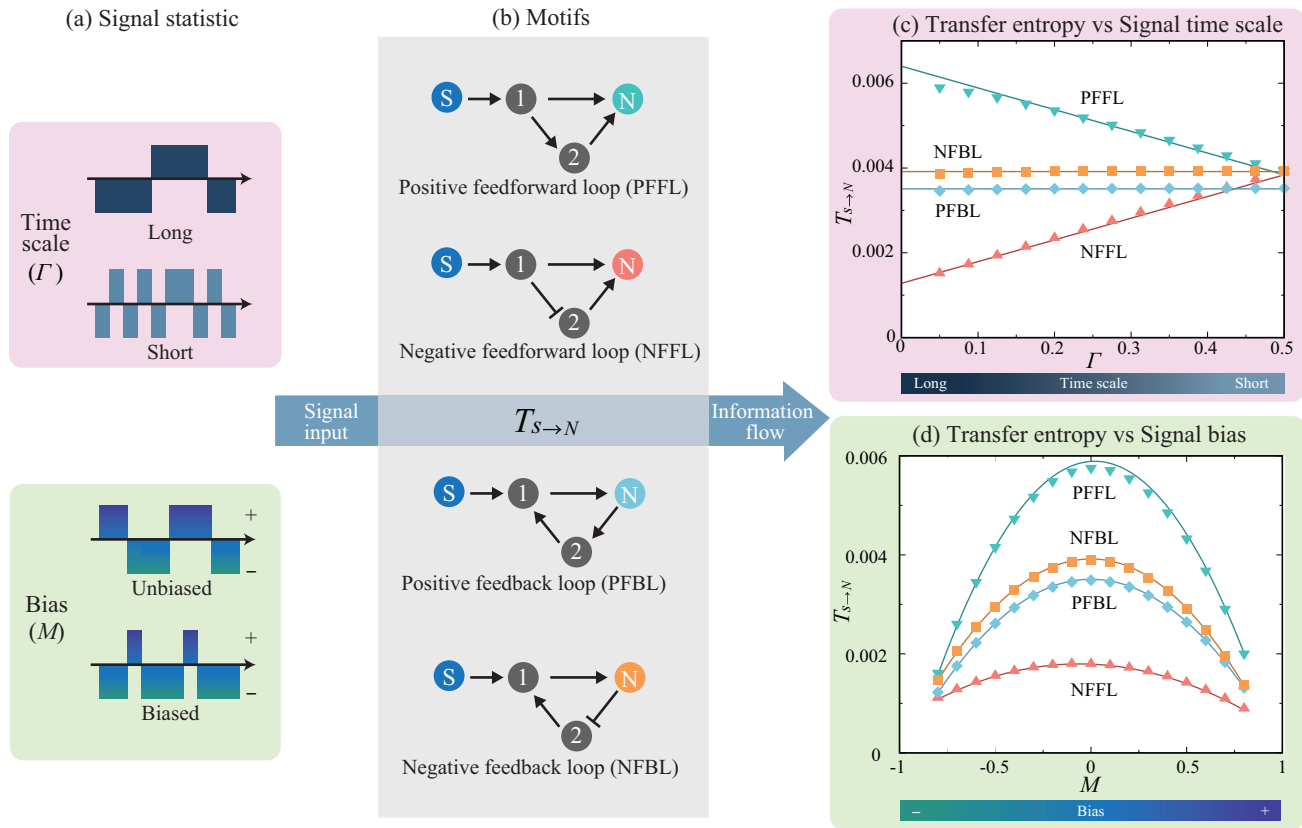 (a) Signal statistic
Time
scale
(Γ)
Long
Short
Bias
(M)
+
−
Unbiased
+
−
Biased
Signal
input
(b) Motifs
S 1 N
2
Positive feedforward loop (PFFL)
S 1 N
2
Negative feedforward loop (NFFL)
T s→N
S 1 N
2
Positive feedback loop (PFBL)
S 1 N
2
Negative feedback loop (NFBL)
Information
flow
(c) Transfer entropy vs Signal time scale
T s→N
0.006
0.004
0.002
0
PFFL
NFBL
PFBL
NFFL
0 0.1 0.2 0.3 0.4 0.5
Γ
Long Time scale Short
(d) Transfer entropy vs Signal bias
T s→N
0.006
0.004
0.002
0
PFFL
NFBL
PFBL
NFFL
-1 -0.5 0 0.5 1
M
− Bias +